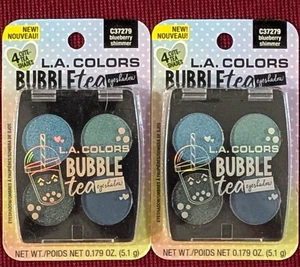 NEW!
NOUVEAU!
C37279
blueberry
shimmer
4 CUTE-
TEA
SHADES
L.A. COLORS
BUBBLE tea
eyeshadow
L.A. COLORS
BUBBLE
tea
eyeshadow
NET WT./POIDS NET 0.179 OZ. (5.1 g)
NEW!
NOUVEAU!
C37279
blueberry
shimmer
4 CUTE-
TEA
SHADES
L.A. COLORS
BUBBLE tea
eyeshadow
L.A. COLORS
BUBBLE
tea
eyeshadow
NET WT./POIDS NET 0.179 OZ. (5.1 g)